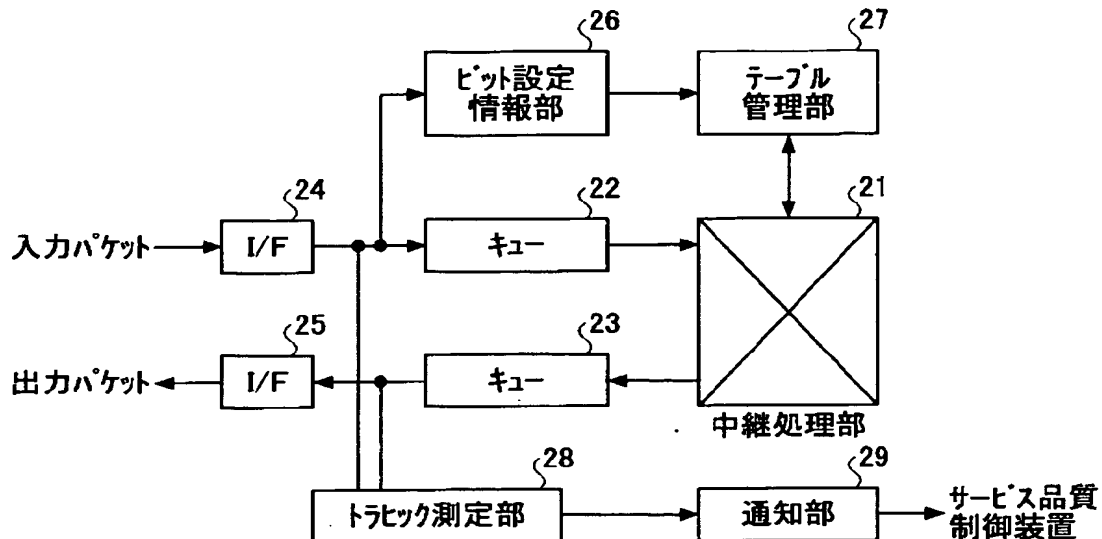 26
ビット設定
情報部
27
テーブル
管理部
24
22
21
入力パケット
I/F
キュー
25
23
出力パケット
I/F
キュー
中継処理部
28
トラヒック測定部
29
通知部
サービス品質
制御装置